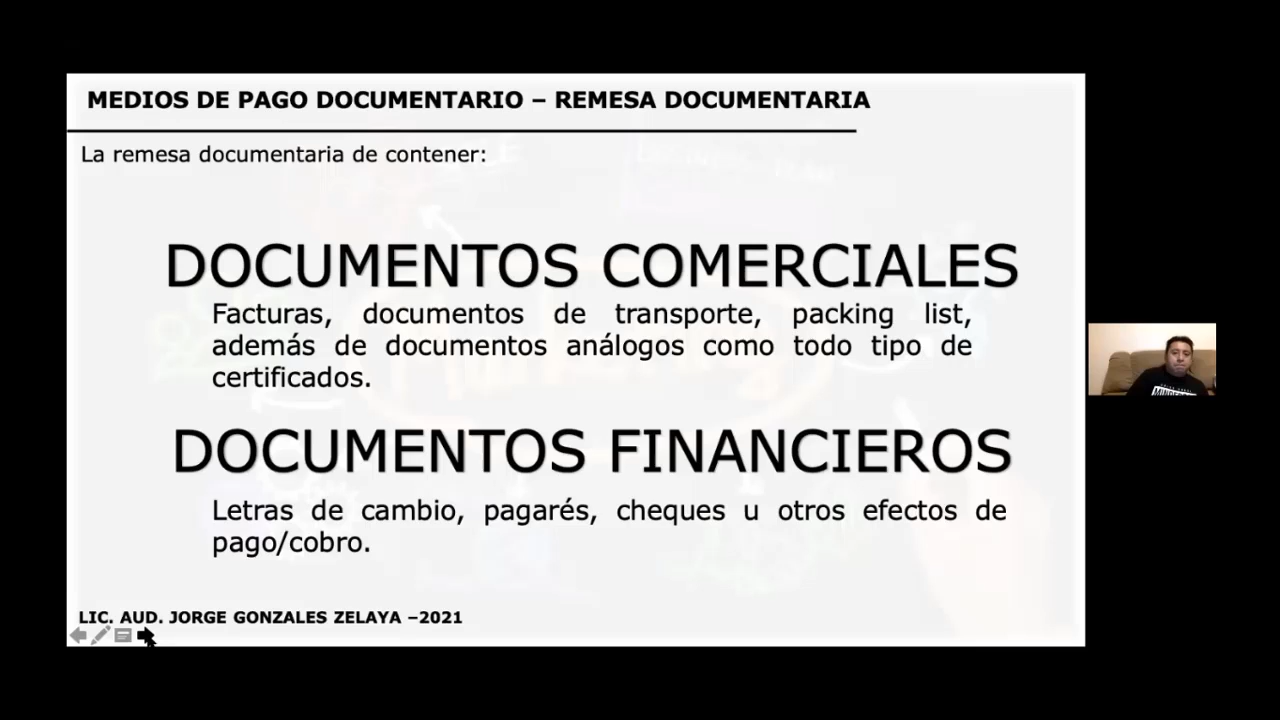 MEDIOS DE PAGO DOCUMENTARIO – REMESA DOCUMENTARIA
La remesa documentaria de contener:
DOCUMENTOS COMERCIALES
Facturas, documentos de transporte, packing list,
además de documentos análogos como todo tipo de
certificados.
DOCUMENTOS FINANCIEROS
Letras de cambio, pagarés, cheques u otros efectos de
pago/cobro.
LIC. AUD. JORGE GONZALES ZELAYA –2021